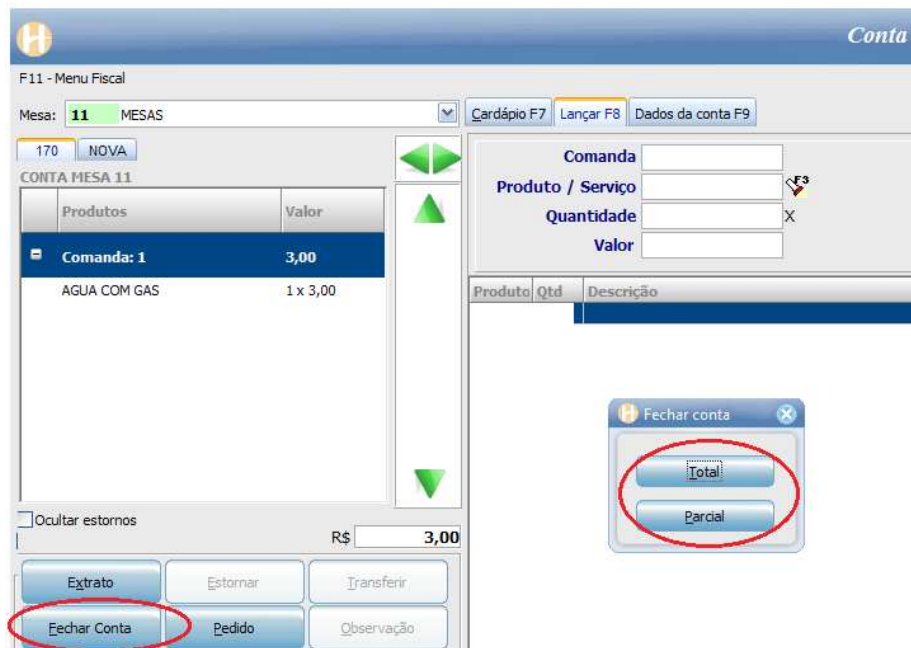 H
Conta
F11 - Menu Fiscal
Mesa: 11 MESAS
Cardápio F7 Lançar F8 Dados da conta F9
170 NOVA
CONTA MESA 11
Produtos Valor
Comanda: 1 3,00
AGUA COM GAS 1 x 3,00
Comanda
Produto / Serviço F3
Quantidade X
Valor
Produto Qtd Descrição
Fechar conta
Total
Parcial
Ocultar estornos
R$ 3,00
Extrato Estornar Transferir
Fechar Conta Pedido Observação